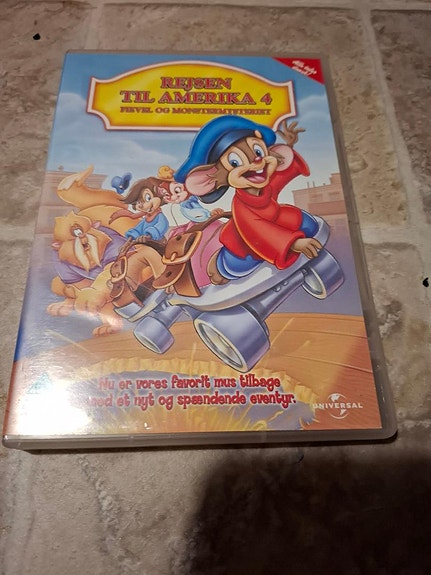 REJSEN
TIL AMERIKA 4
FIEVEL OG MONSTERMYSTERIET
Nu er vores favorit mus tilbage
med et nyt og spændende eventyr.
UNIVERSAL